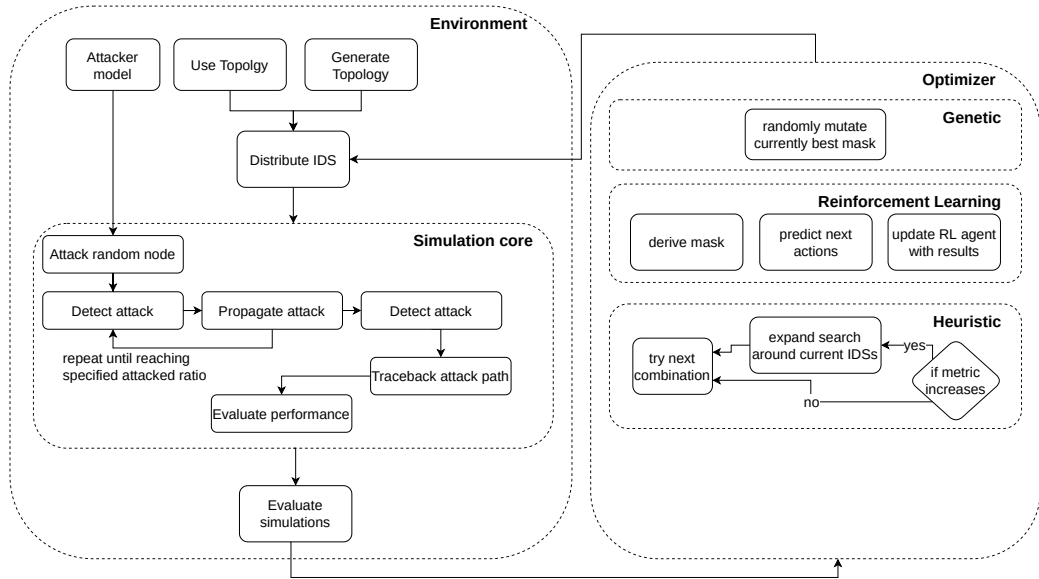 Environment
Attacker
model
Use Topolgy
Generate
Topology
Distribute IDS
Simulation core
Attack random node
Detect attack
Propagate attack
Detect attack
repeat until reaching
specified attacked ratio
Traceback attack path
Evaluate performance
Evaluate
simulations
Optimizer
Genetic
randomly mutate
currently best mask
Reinforcement Learning
derive mask
predict next
actions
update RL agent
with results
Heuristic
expand search
around current IDSs
yes
try next
combination
if metric
increases
no